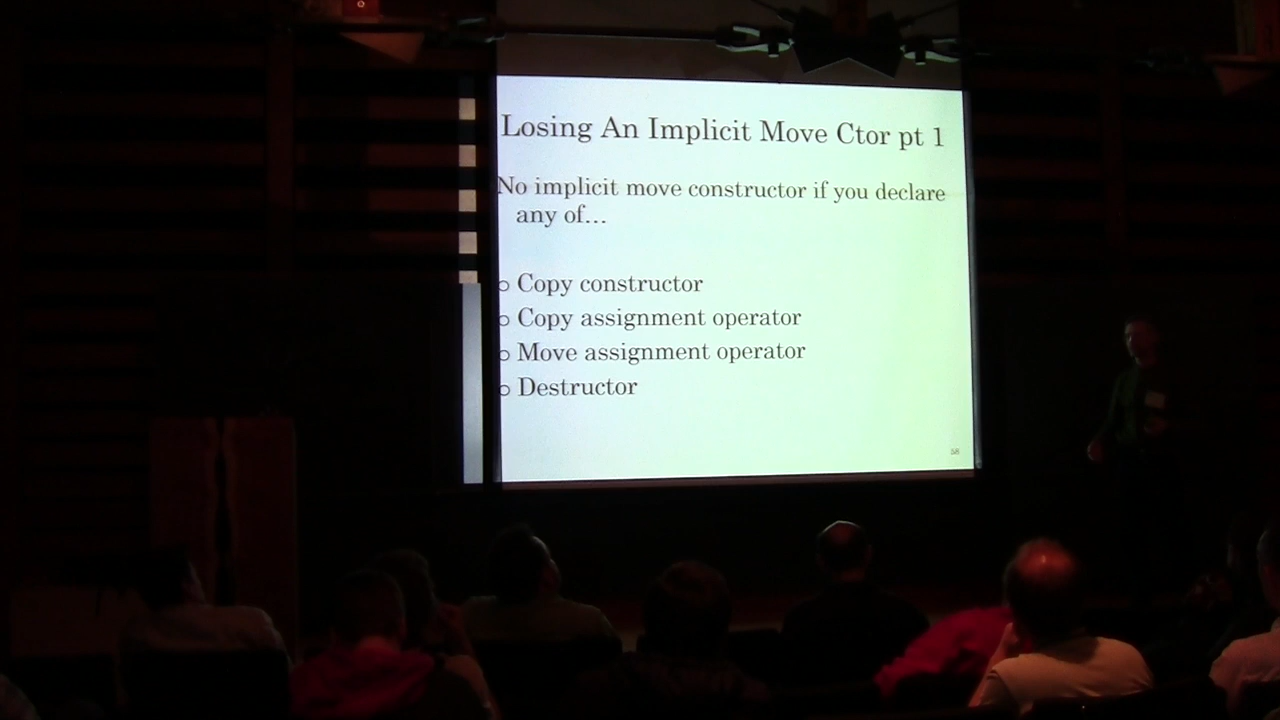 Losing An Implicit Move Ctor pt 1
No implicit move constructor if you declare
any of…
Copy constructor
Copy assignment operator
Move assignment operator
Destructor
58